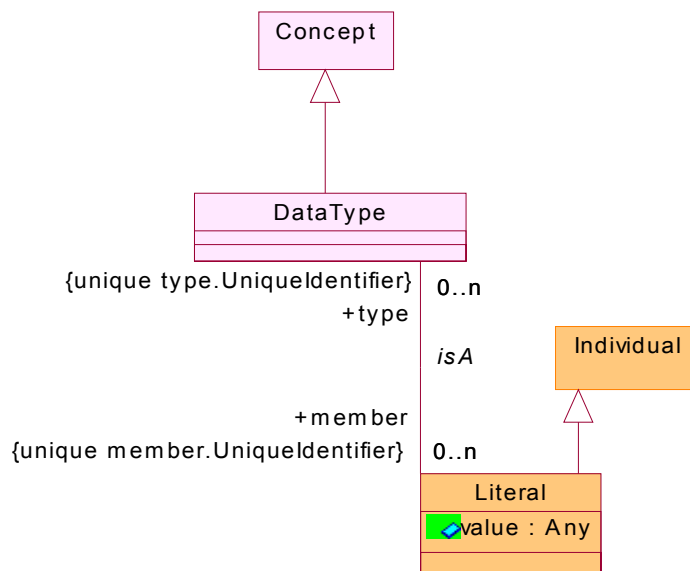 Concept
DataType
{unique type.UniqueIdentifier}
0..n
+type
isA
Individual
+member
{unique member.UniqueIdentifier}
0..n
Literal
value : Any